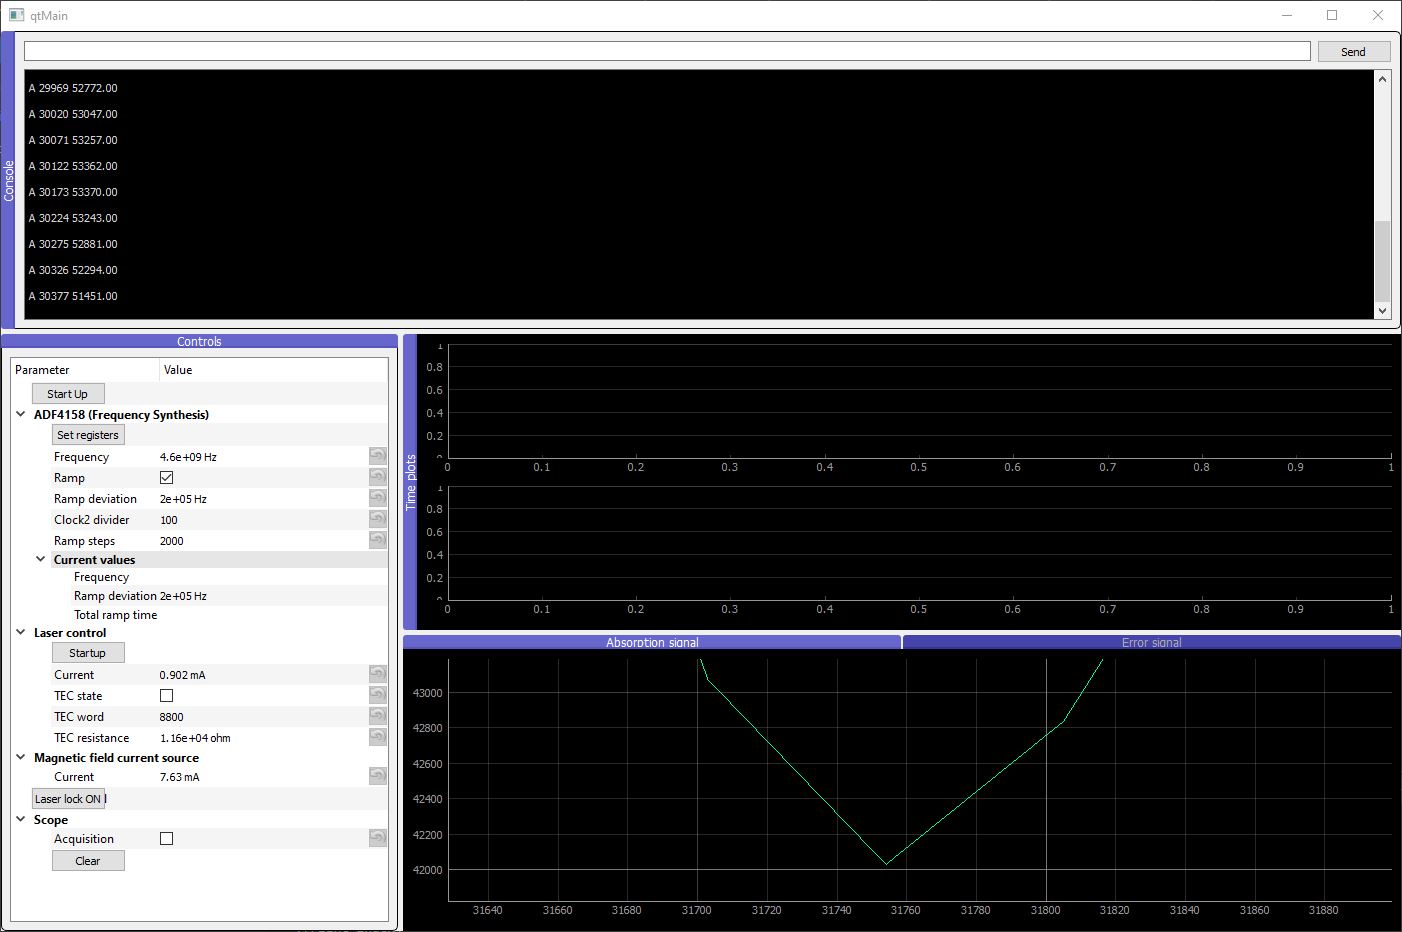 qtMain
Send
Console
A 29969 52772.00
A 30020 53047.00
A 30071 53257.00
A 30122 53362.00
A 30173 53370.00
A 30224 53243.00
A 30275 52881.00
A 30326 52294.00
A 30377 51451.00
Controls
Parameter Value
Start Up
ADF4158 (Frequency Synthesis)
Set registers
Frequency 4.6e+09 Hz
Ramp
Ramp deviation 2e+05 Hz
Clock2 divider 100
Ramp steps 2000
Current values
Frequency
Ramp deviation 2e+05 Hz
Total ramp time
Laser control
Startup
Current 0.902 mA
TEC state
TEC word 8800
TEC resistance 1.16e+04 ohm
Magnetic field current source
Current 7.63 mA
Laser lock ON
Scope
Acquisition
Clear
Time plots
1
0.8
0.6
0.4
0.2
0
0 0.1 0.2 0.3 0.4 0.5 0.6 0.7 0.8 0.9 1
1
0.8
0.6
0.4
0.2
0
0 0.1 0.2 0.3 0.4 0.5 0.6 0.7 0.8 0.9 1
Absorption signal Error signal
43000
42800
42600
42400
42200
42000
31640 31660 31680 31700 31720 31740 31760 31780 31800 31820 31840 31860 31880